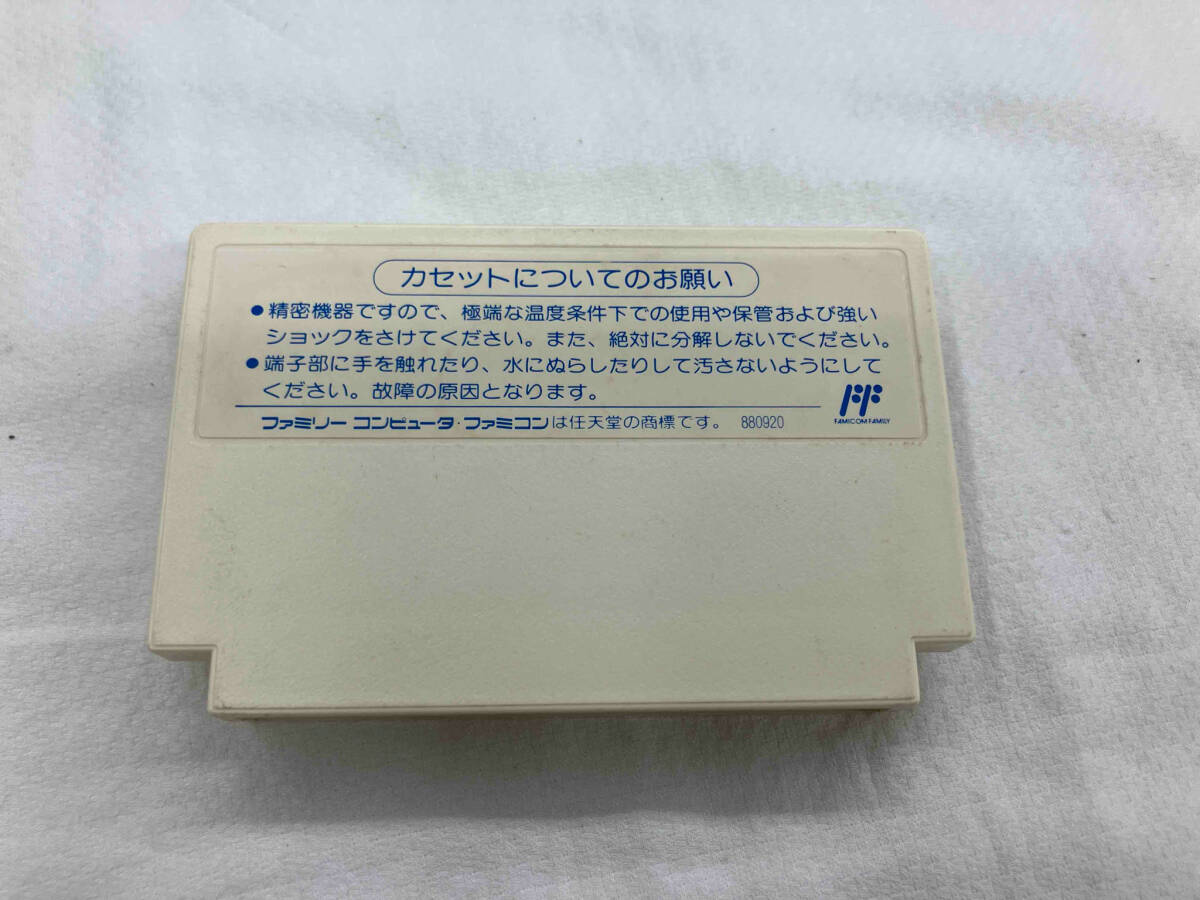 カセットについてのお願い
●精密機器ですので、極端な温度条件下での使用や保管および強い
ショックをさけてください。また、絶対に分解しないでください。
●端子部に手を触れたり、水にぬらしたりして汚さないようにして
ください。故障の原因となります。
FAMICOM FAMILY
ファミリー コンピュータ・ファミコンは任天堂の商標です。 880920